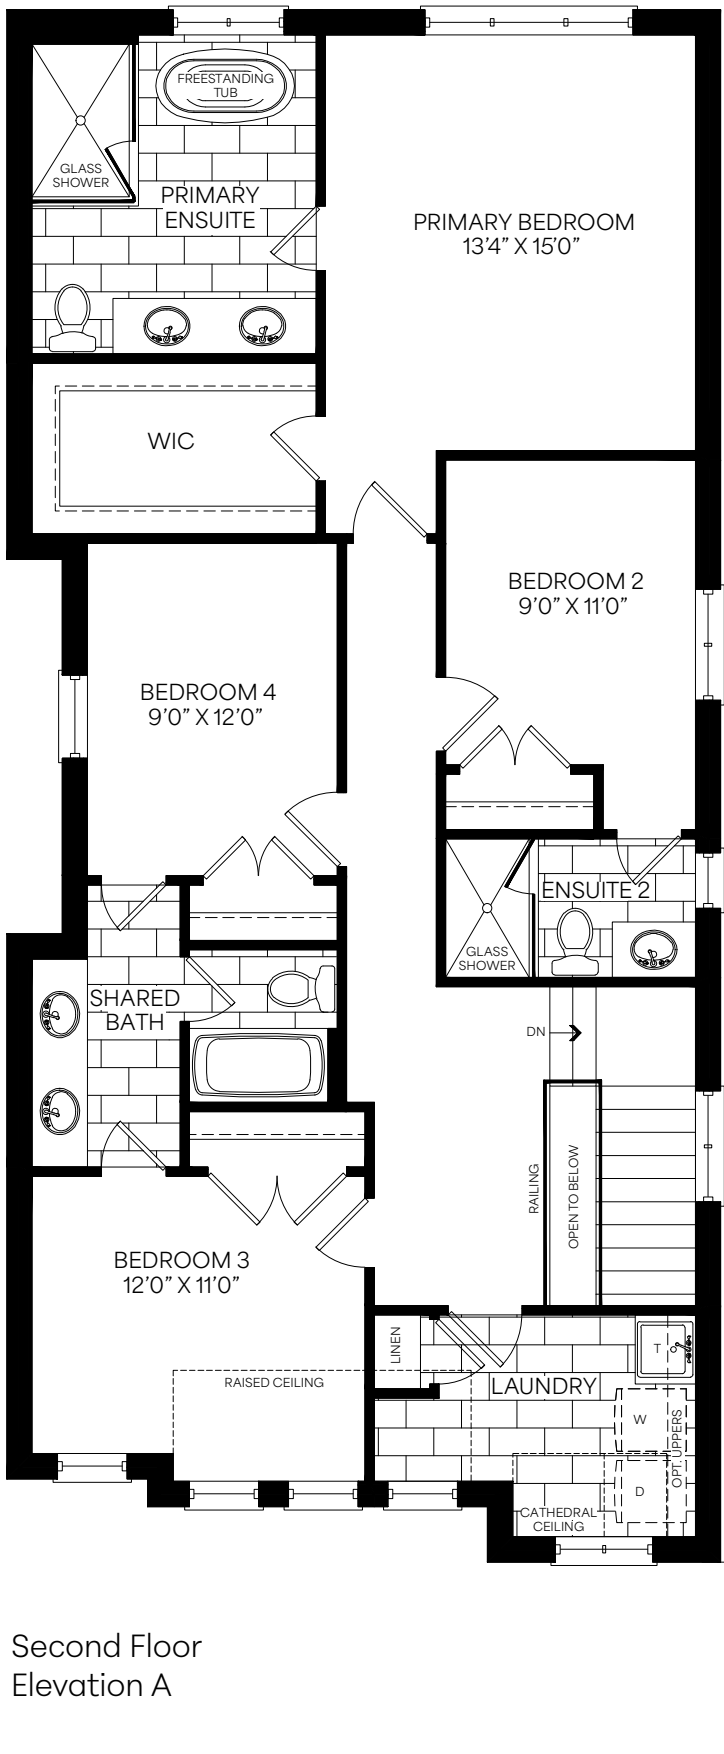 FREESTANDING
TUB
GLASS
SHOWER
PRIMARY
ENSUITE
PRIMARY BEDROOM
13'4” X 15'0”
WIC
BEDROOM 2
9'0” X 11'0”
BEDROOM 4
9'0” X 12'0”
ENSUITE 2
GLASS
SHOWER
SHARED
BATH
DN
RAILING
OPEN TO BELOW
BEDROOM 3
12'0” X 11'0”
LINEN
T
RAISED CEILING
LAUNDRY
W
OPT. UPPERS
D
CATHEDRAL
CEILING
Second Floor
Elevation A